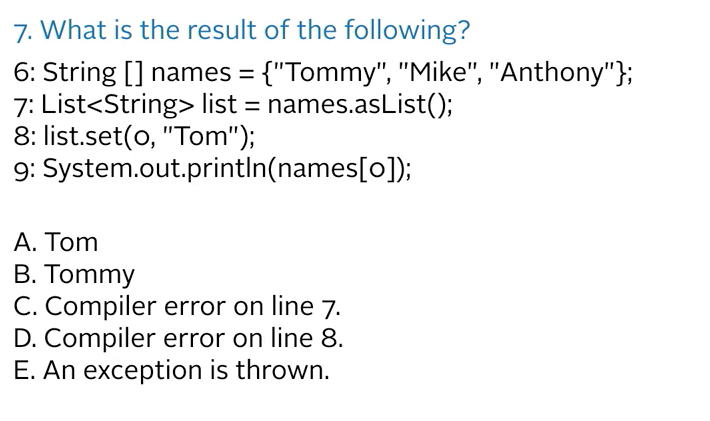 7. What is the result of the following?
6: String [] names = {"Tommy", "Mike", "Anthony"};
7: List<String> list = names.asList();
8: list.set(0, "Tom");
9: System.out.println(names[0]);
A. Tom
B. Tommy
C. Compiler error on line 7.
D. Compiler error on line 8.
E. An exception is thrown.